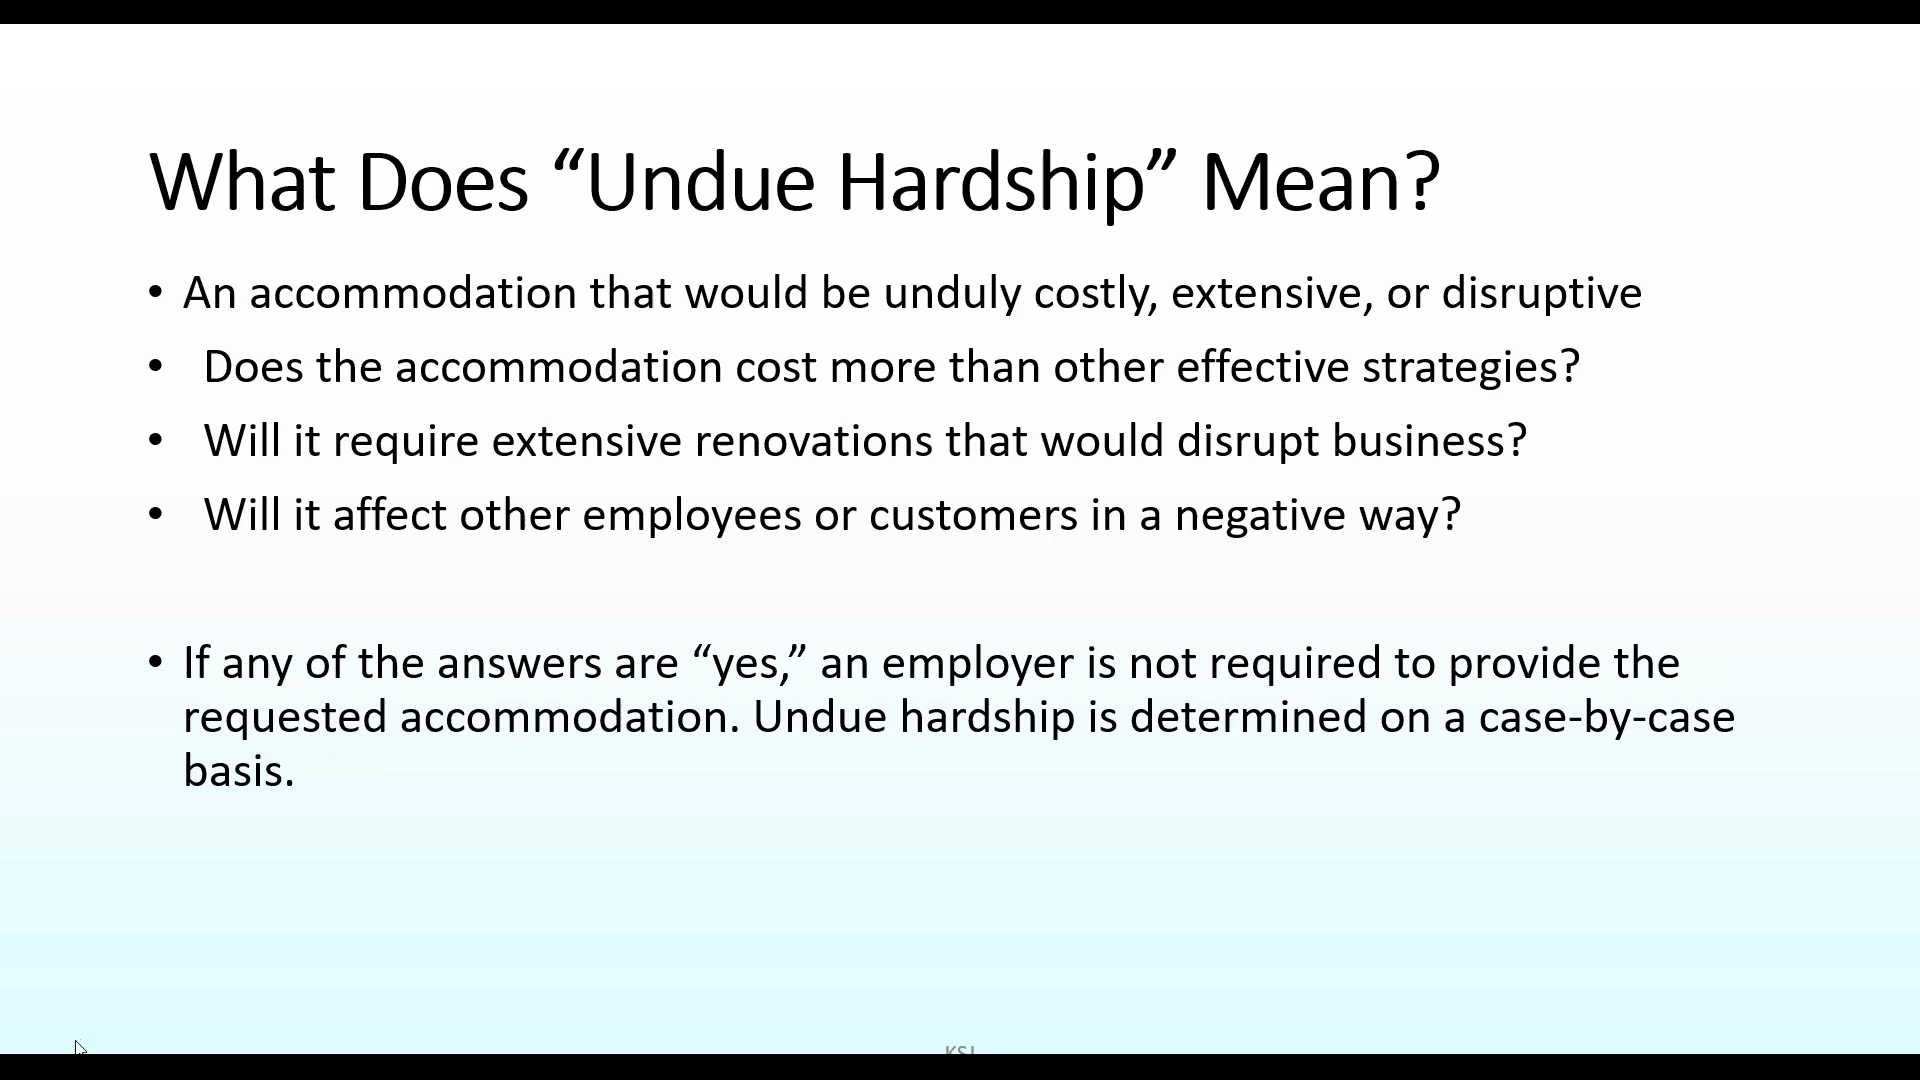 What Does “Undue Hardship” Mean?
• An accommodation that would be unduly costly, extensive, or disruptive
• Does the accommodation cost more than other effective strategies?
• Will it require extensive renovations that would disrupt business?
• Will it affect other employees or customers in a negative way?
• If any of the answers are “yes,” an employer is not required to provide the
requested accommodation. Undue hardship is determined on a case-by-case
basis.